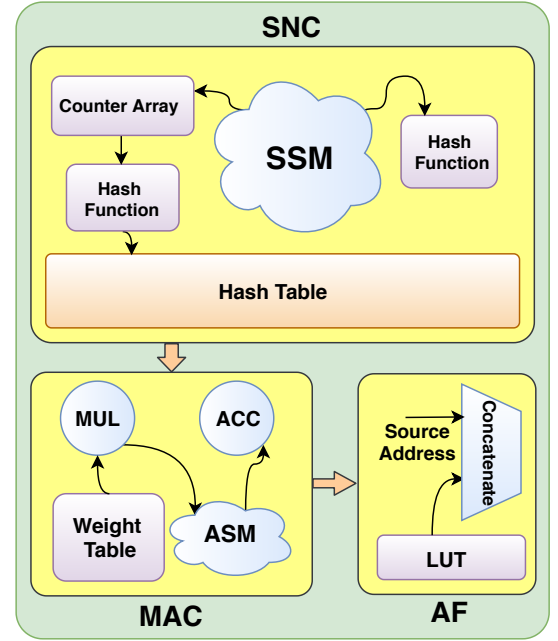 SNC
Counter Array
SSM
Hash
Function
Hash
Function
Hash Table
MUL
ACC
Weight
Table
ASM
MAC
Source
Address
Concatenate
LUT
AF